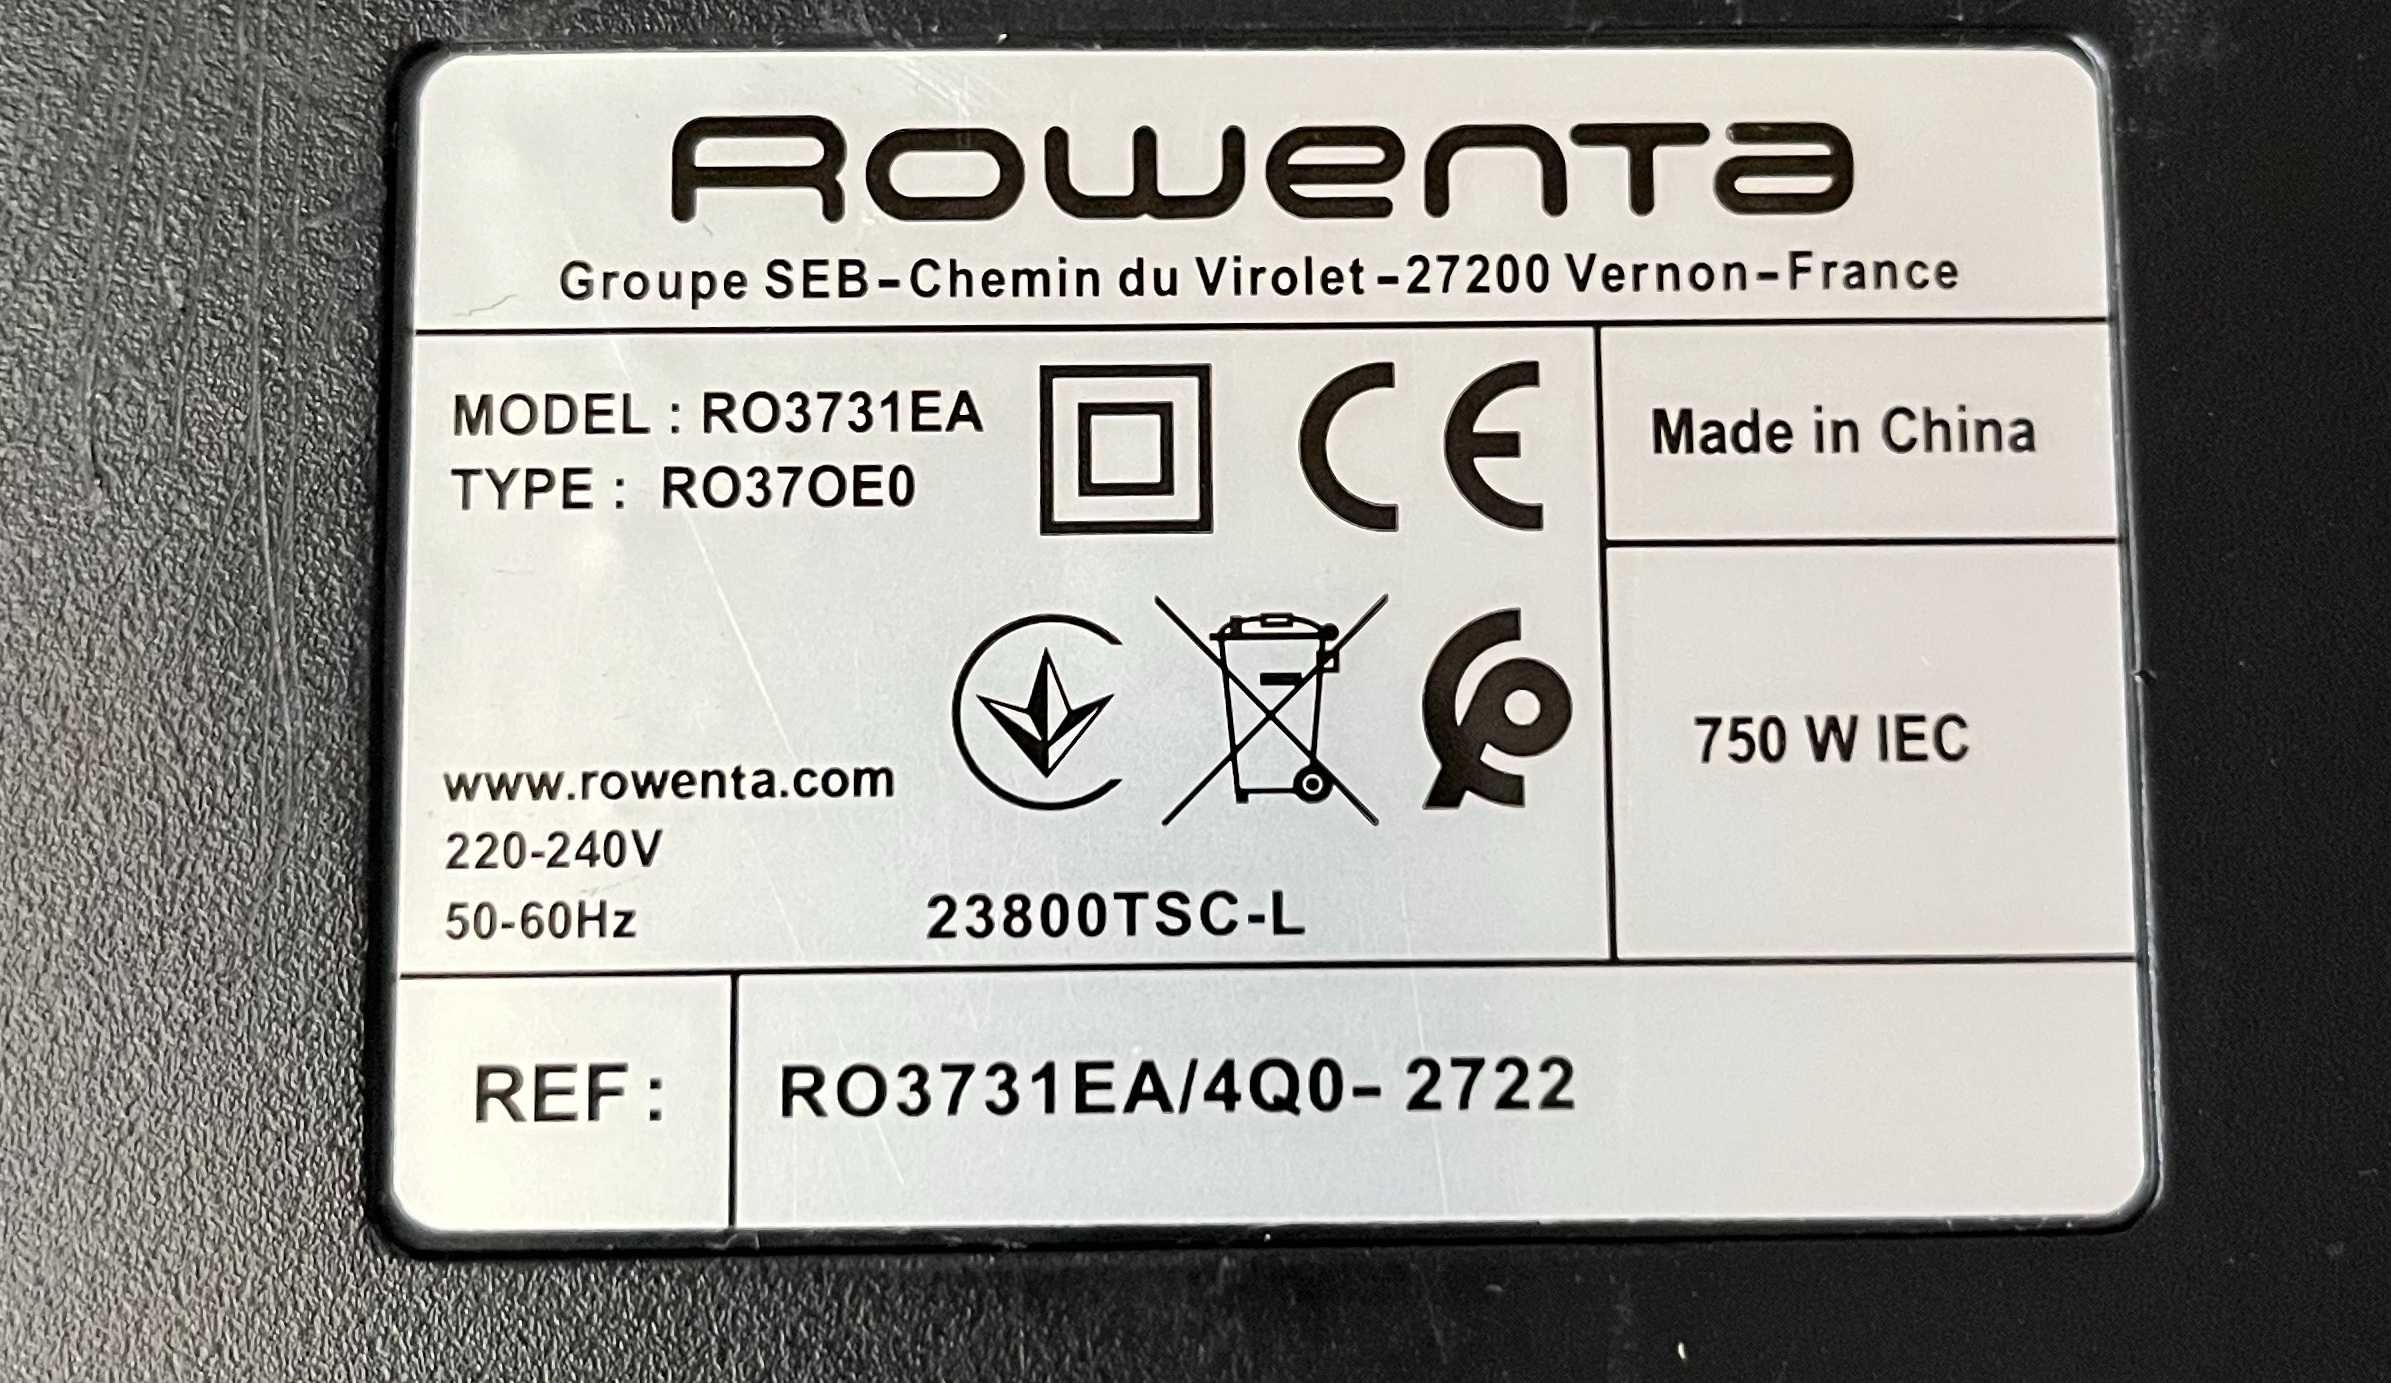 Rowenta
Groupe SEB-Chemin du Virolet-27200 Vernon-France
MODEL : RO3731EA
TYPE : RO37OE0
CE
Made in China
750 W IEC
www.rowenta.com
220-240V
50-60Hz
23800TSC-L
REF :
RO3731EA/4Q0- 2722